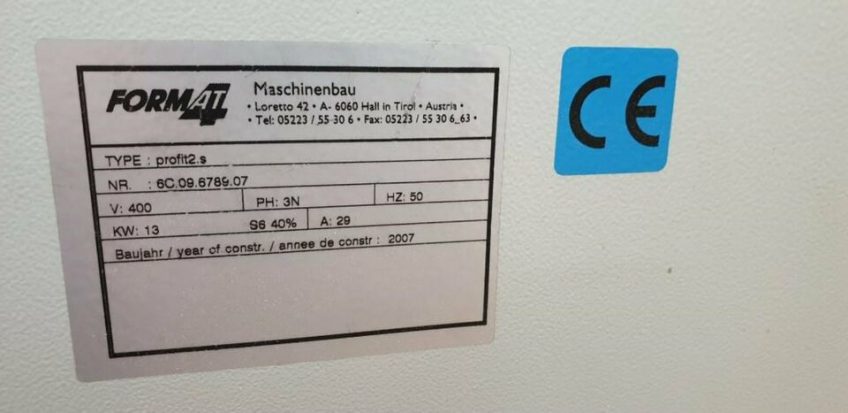 FORMAT 4
Maschinenbau
• Loretto 42 • A- 6060 Hall in Tirol • Austria •
• Tel: 05223 / 55 30 6 • Fax: 05223 / 55 30 6_63 •
TYPE : profit2.s
NR. : 6C.09.6789.07
V: 400 PH: 3N HZ: 50
KW: 13 S6 40% A: 29
Baujahr / year of constr. / annee de constr : 2007
CE